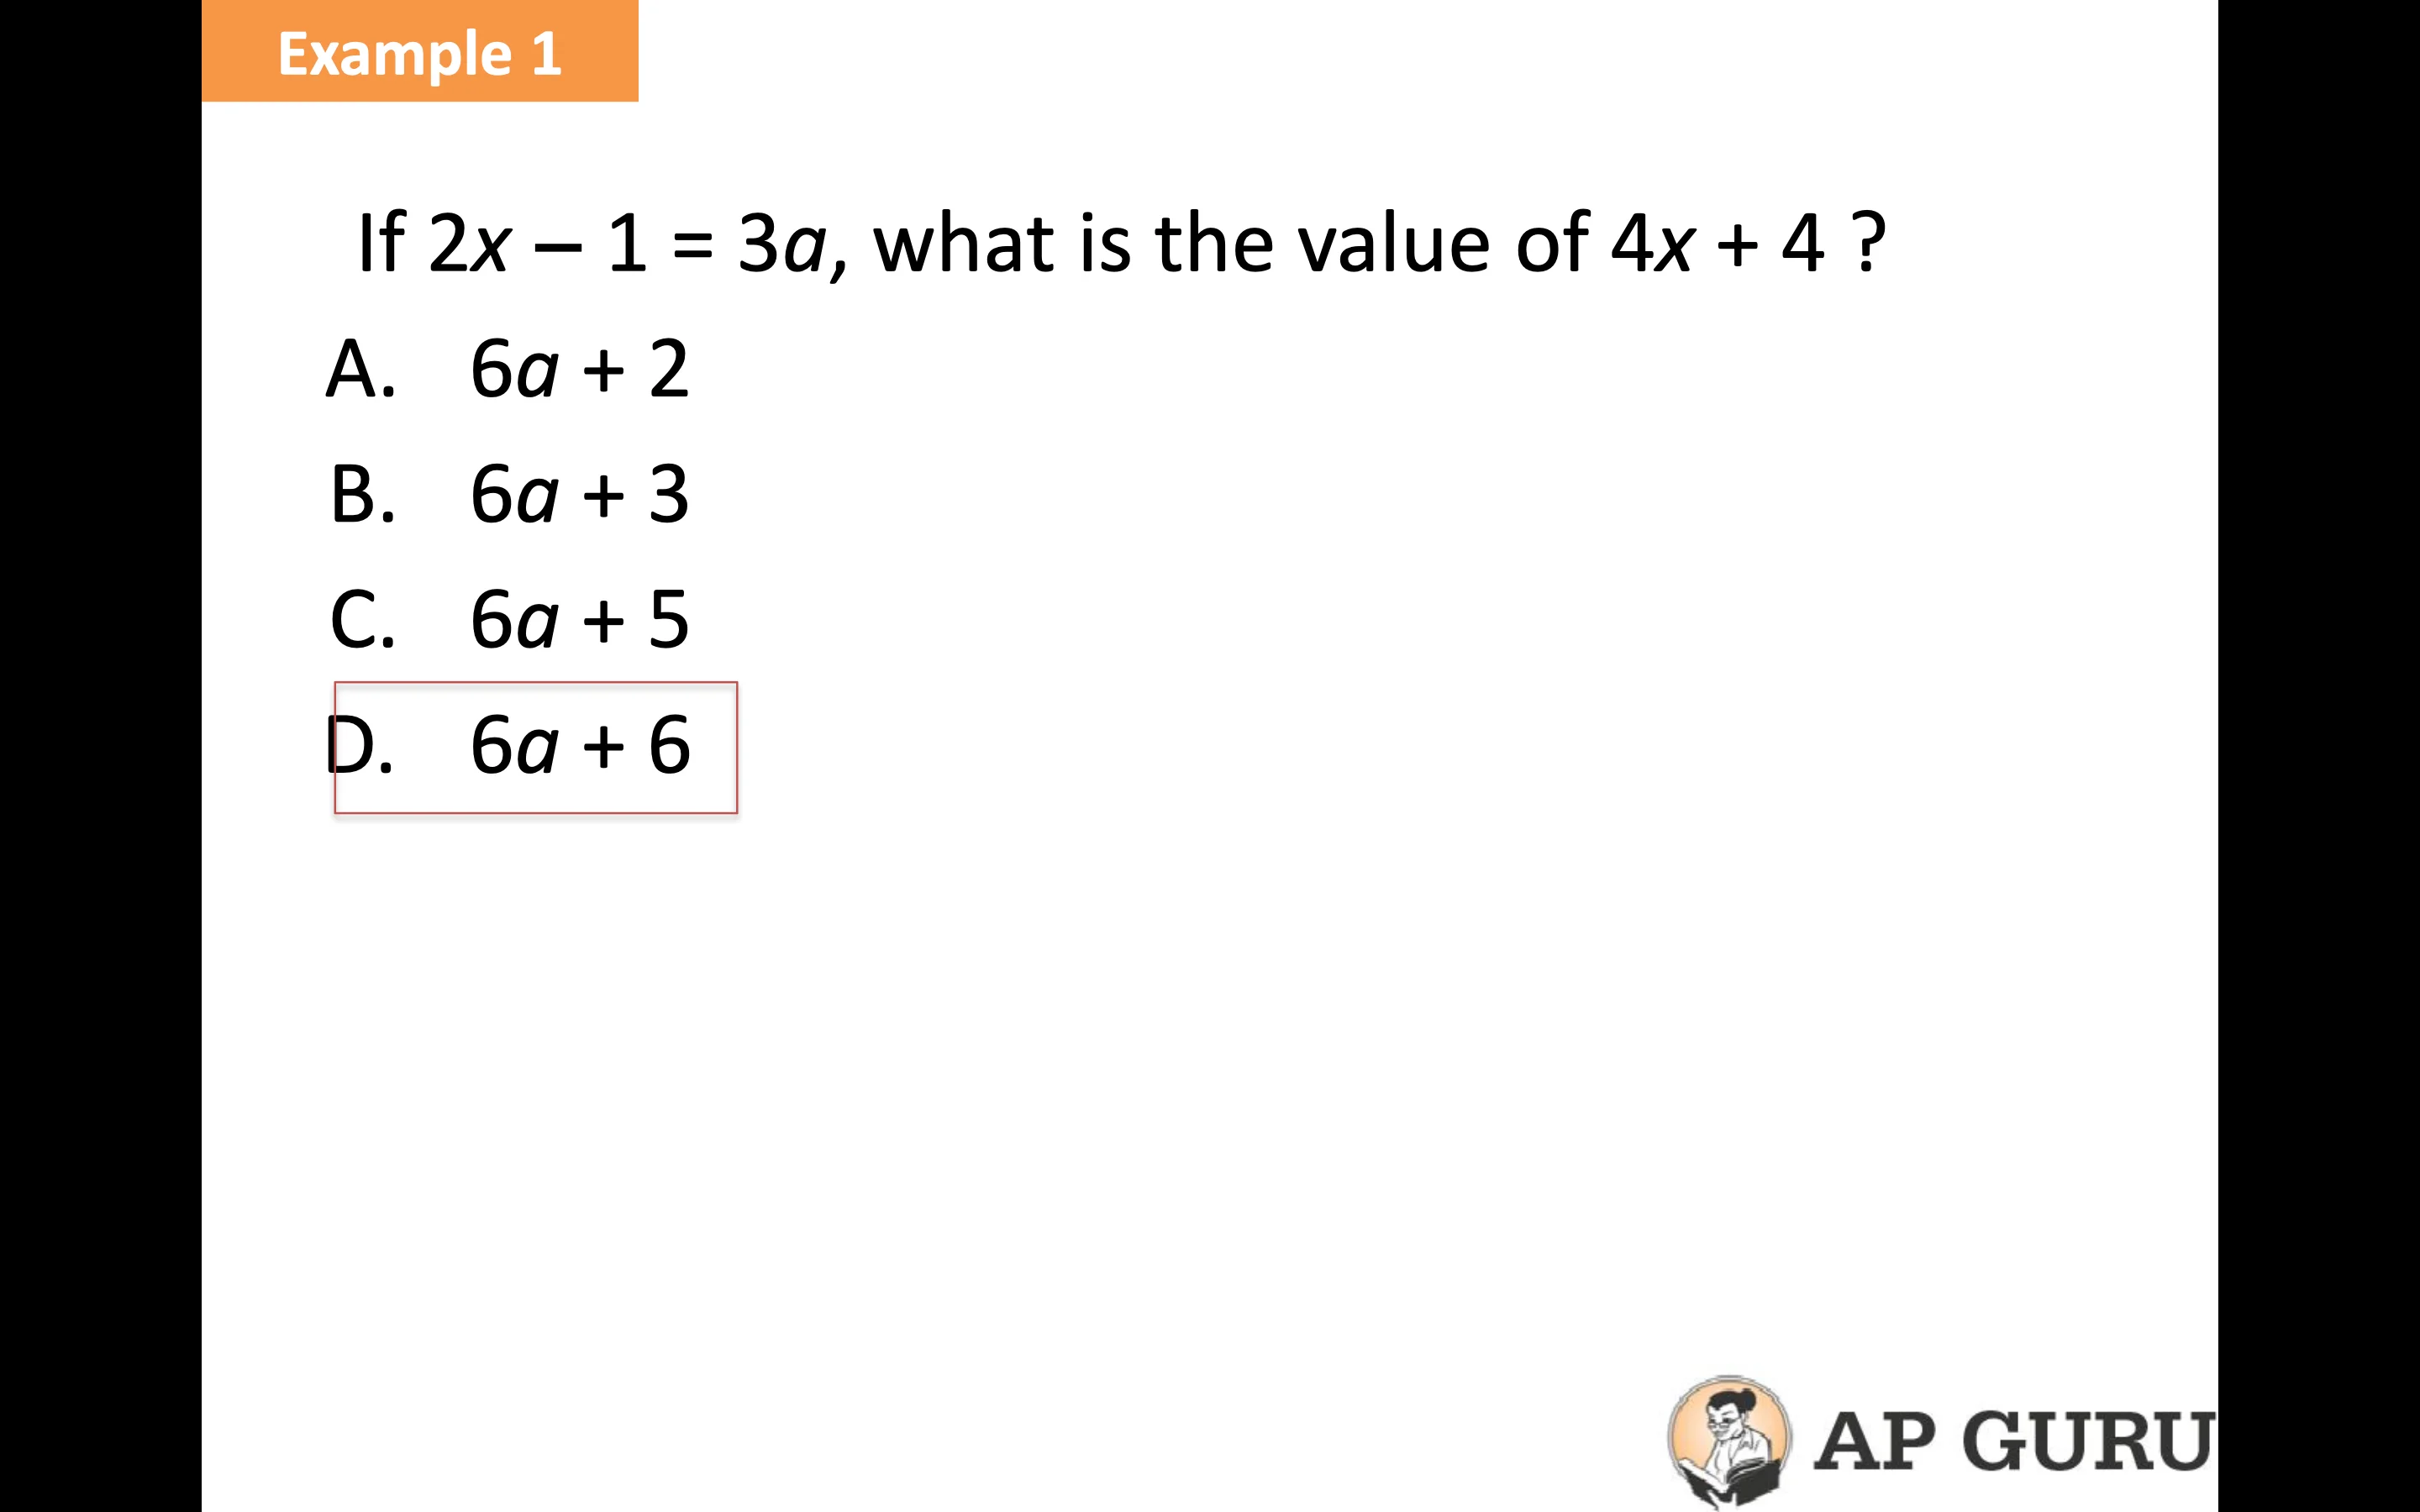 Example 1
If 2x – 1 = 3a, what is the value of 4x + 4 ?
A. 6a + 2
B. 6a + 3
C. 6a + 5
D. 6a + 6
AP GURU